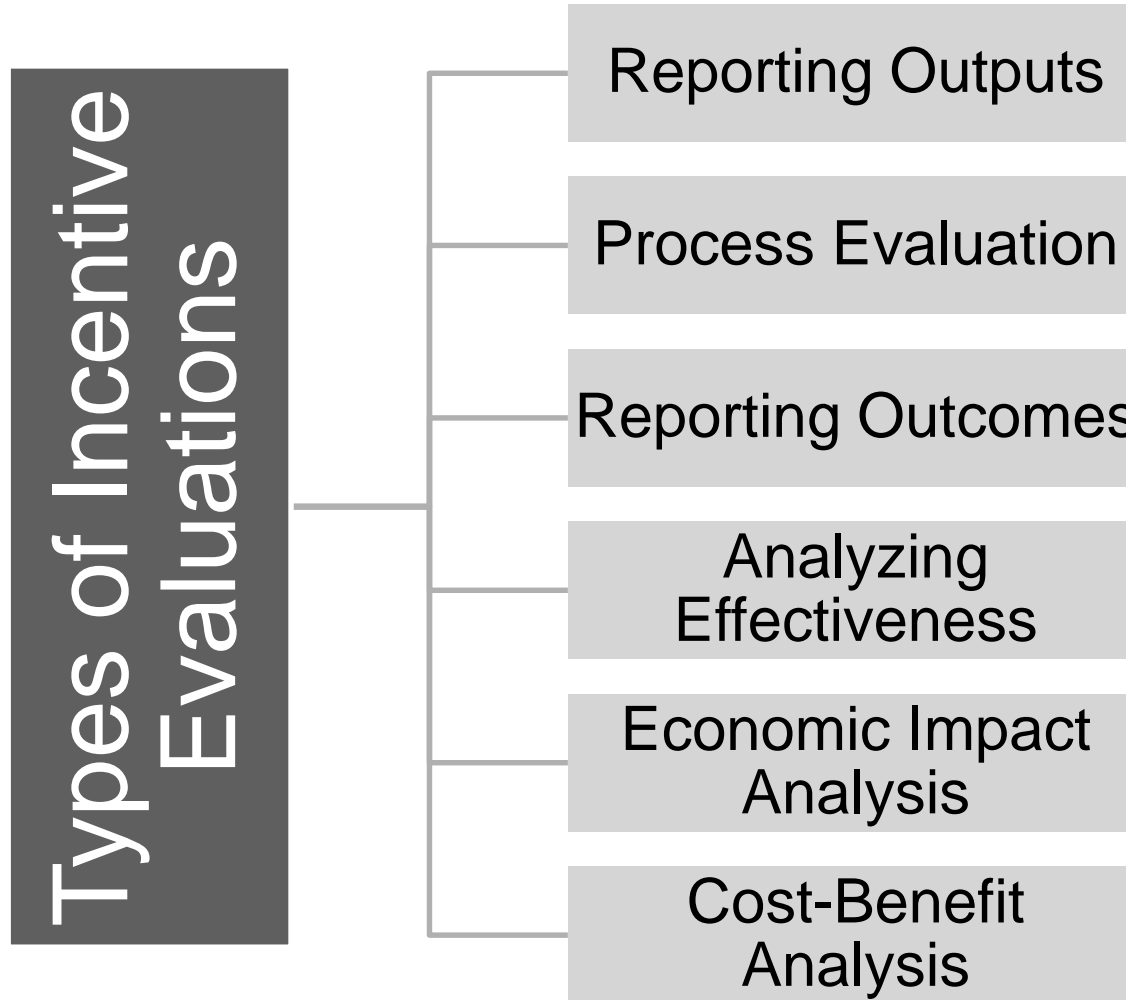 Types of Incentive
Evaluations
Reporting Outputs
Process Evaluation
Reporting Outcomes
Analyzing
Effectiveness
Economic Impact
Analysis
Cost-Benefit
Analysis